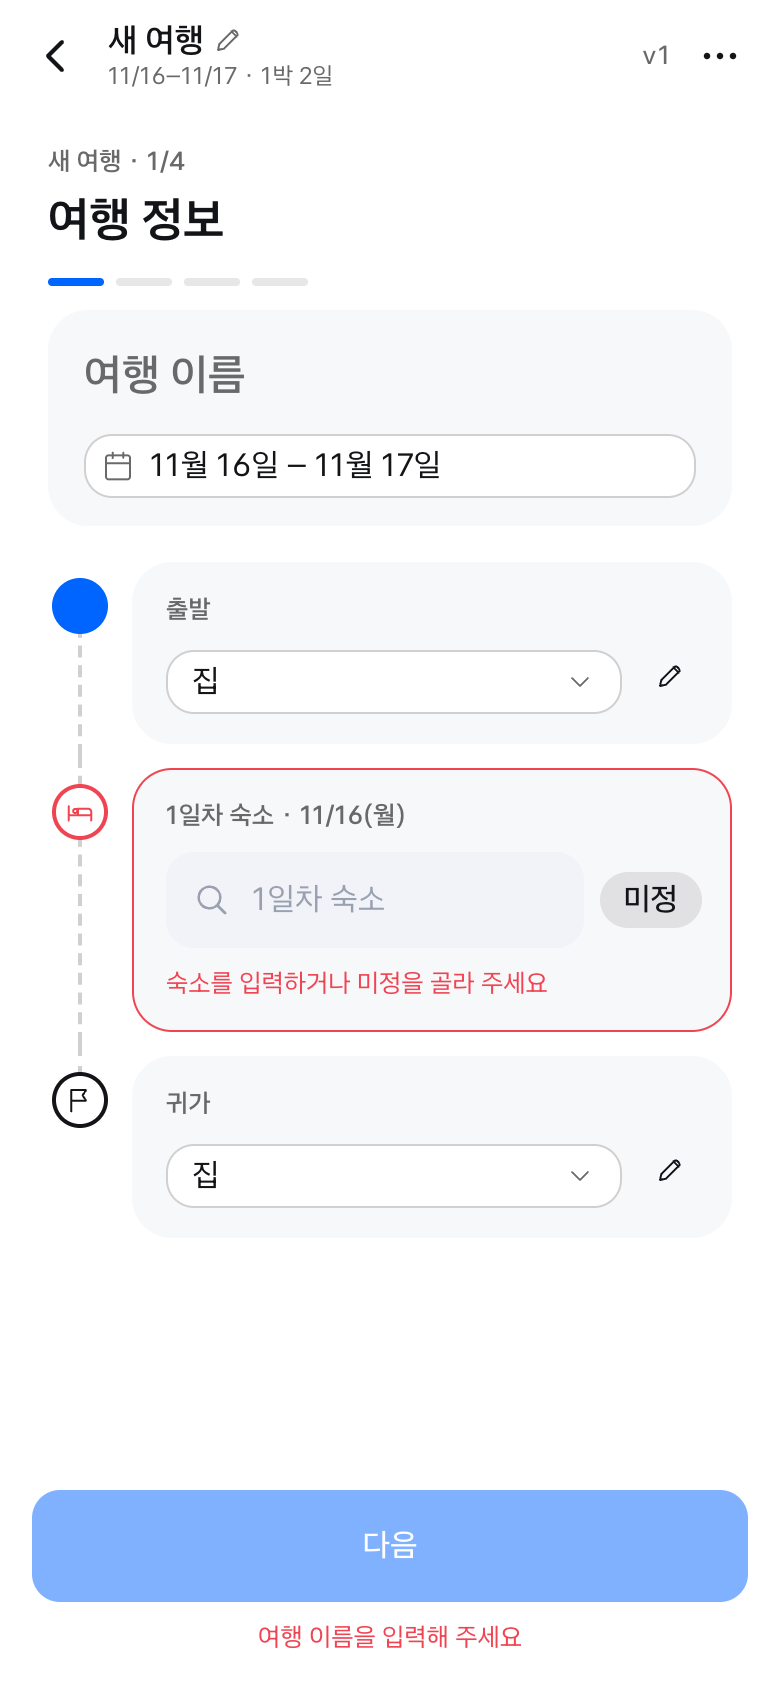 새 여행
11/16–11/17 · 1박 2일
v1
새 여행 · 1/4
여행 정보
여행 이름
11월 16일 – 11월 17일
출발
집
1일차 숙소 · 11/16(월)
1일차 숙소
미정
숙소를 입력하거나 미정을 골라 주세요
귀가
집
다음
여행 이름을 입력해 주세요